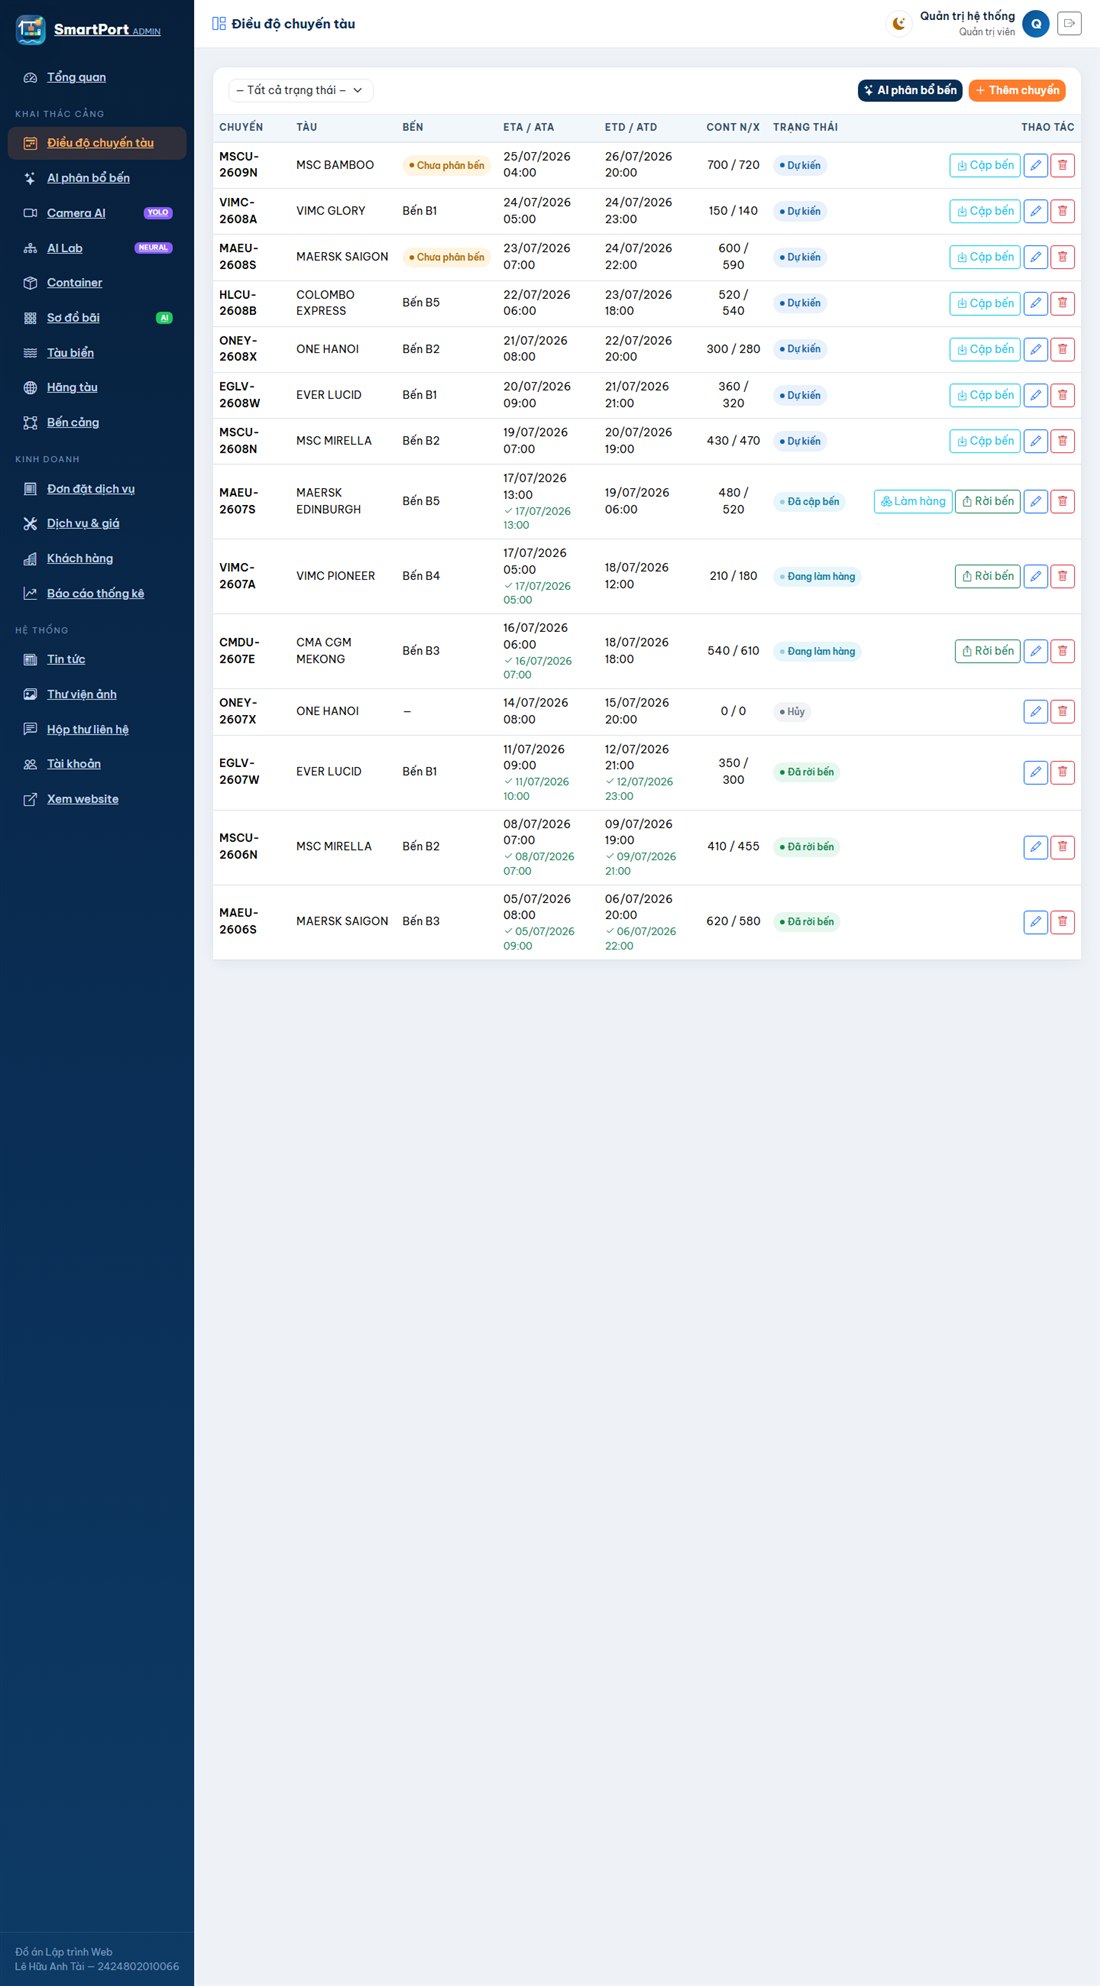 SmartPort ADMIN
Tổng quan
KHAI THÁC CẢNG
Điều độ chuyến tàu
AI phân bổ bến
Camera AI YOLO
AI Lab NEURAL
Container
Sơ đồ bãi AI
Tàu biển
Hãng tàu
Bến cảng
KINH DOANH
Đơn đặt dịch vụ
Dịch vụ & giá
Khách hàng
Báo cáo thống kê
HỆ THỐNG
Tin tức
Thư viện ảnh
Hộp thư liên hệ
Tài khoản
Xem website
Đồ án Lập trình Web
Lê Hữu Anh Tài — 2424802010066
Điều độ chuyến tàu
Quản trị hệ thống
Quản trị viên
Q
— Tất cả trạng thái —
AI phân bổ bến
+ Thêm chuyến
CHUYẾN TÀU BẾN ETA / ATA ETD / ATD CONT N/X TRẠNG THÁI THAO TÁC
MSCU-
2609N
MSC BAMBOO
Chưa phân bến
25/07/2026
04:00
26/07/2026
20:00
700 / 720
Dự kiến
Cập bến
VIMC-
2608A
VIMC GLORY
Bến B1
24/07/2026
05:00
24/07/2026
23:00
150 / 140
Dự kiến
Cập bến
MAEU-
2608S
MAERSK SAIGON
Chưa phân bến
23/07/2026
07:00
24/07/2026
22:00
600 /
590
Dự kiến
Cập bến
HLCU-
2608B
COLOMBO
EXPRESS
Bến B5
22/07/2026
06:00
23/07/2026
18:00
520 /
540
Dự kiến
Cập bến
ONEY-
2608X
ONE HANOI
Bến B2
21/07/2026
08:00
22/07/2026
20:00
300 / 280
Dự kiến
Cập bến
EGLV-
2608W
EVER LUCID
Bến B1
20/07/2026
09:00
21/07/2026
21:00
360 /
320
Dự kiến
Cập bến
MSCU-
2608N
MSC MIRELLA
Bến B2
19/07/2026
07:00
20/07/2026
19:00
430 / 470
Dự kiến
Cập bến
MAEU-
2607S
MAERSK
EDINBURGH
Bến B5
17/07/2026
13:00
✓ 17/07/2026
13:00
19/07/2026
06:00
480 /
520
Đã cập bến
Làm hàng
Rời bến
VIMC-
2607A
VIMC PIONEER
Bến B4
17/07/2026
05:00
✓ 17/07/2026
05:00
18/07/2026
12:00
210 / 180
Đang làm hàng
Rời bến
CMDU-
2607E
CMA CGM
MEKONG
Bến B3
16/07/2026
06:00
✓ 16/07/2026
07:00
18/07/2026
18:00
540 / 610
Đang làm hàng
Rời bến
ONEY-
2607X
ONE HANOI
—
14/07/2026
08:00
15/07/2026
20:00
0 / 0
Hủy
EGLV-
2607W
EVER LUCID
Bến B1
11/07/2026
09:00
✓ 11/07/2026
10:00
12/07/2026
21:00
✓ 12/07/2026
23:00
350 /
300
Đã rời bến
MSCU-
2606N
MSC MIRELLA
Bến B2
08/07/2026
07:00
✓ 08/07/2026
07:00
09/07/2026
19:00
✓ 09/07/2026
21:00
410 / 455
Đã rời bến
MAEU-
2606S
MAERSK SAIGON
Bến B3
05/07/2026
08:00
✓ 05/07/2026
09:00
06/07/2026
20:00
✓ 06/07/2026
22:00
620 / 580
Đã rời bến